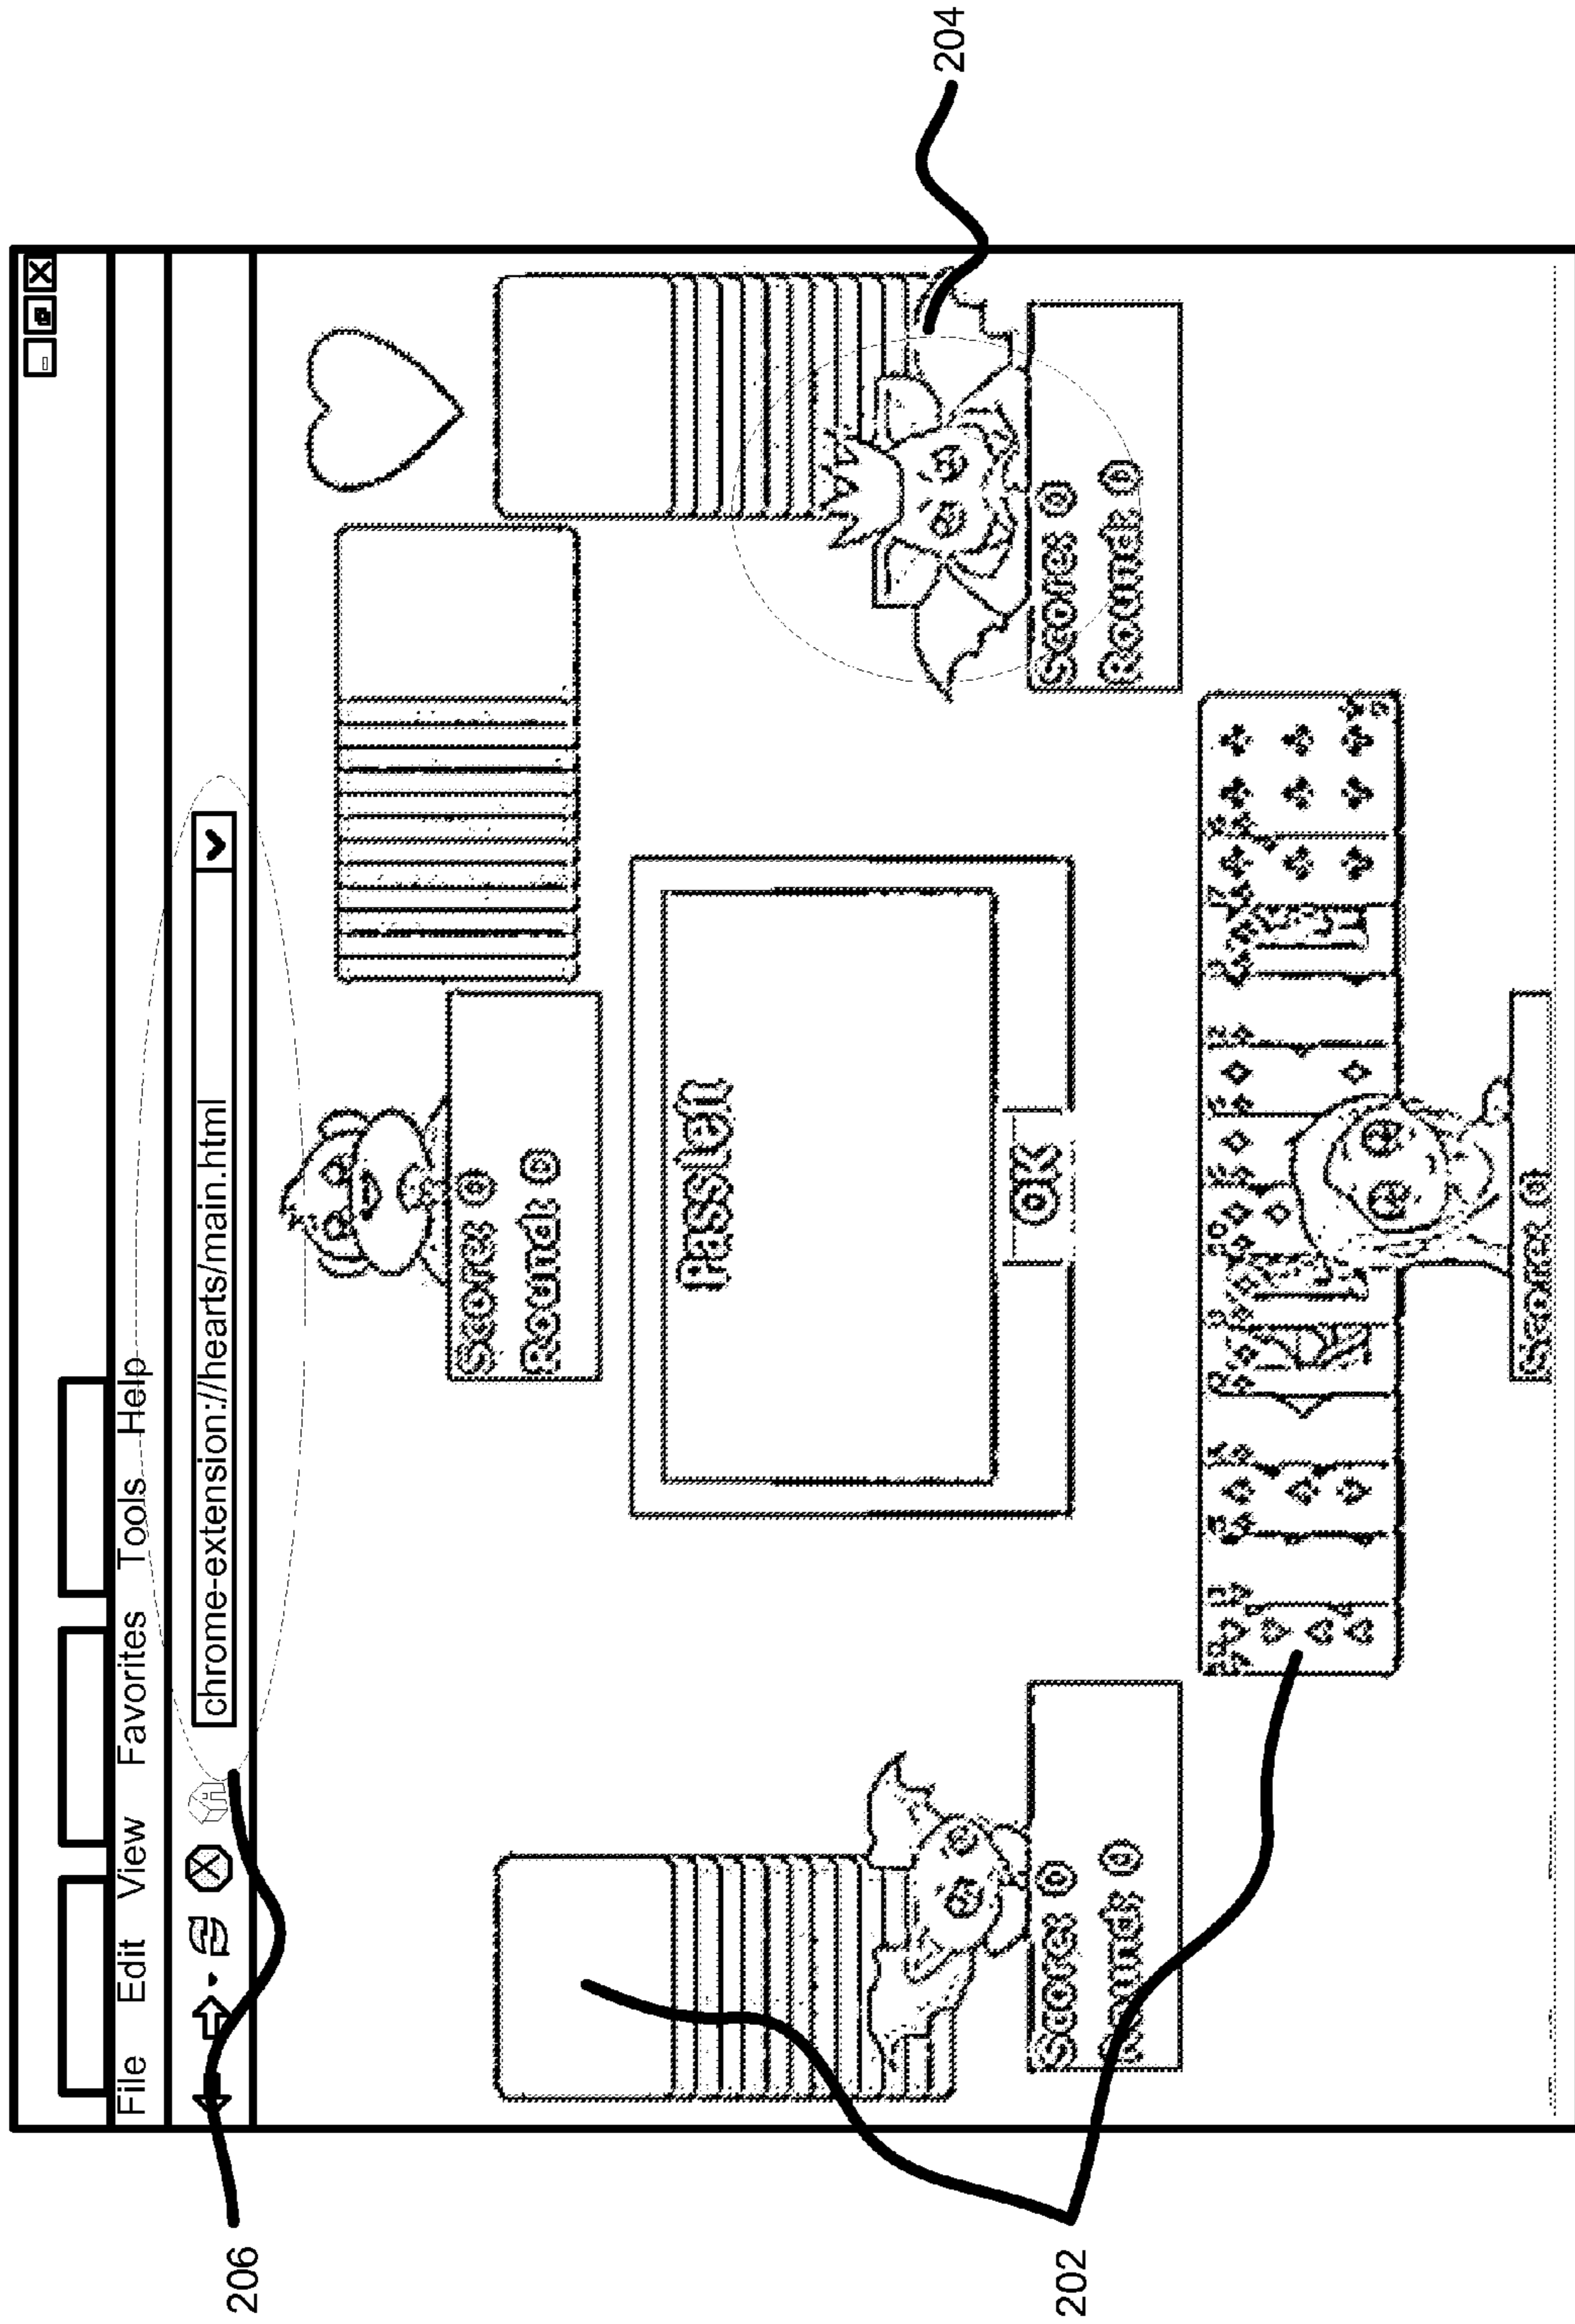 File Edit View Favorites Tools Help
chrome-extension://hearts/main.html
206
204
Score: 0
Round: 0
Pass left
OK
Score: 0
Round: 0
Score: 0
Round: 0
202
Score: 0